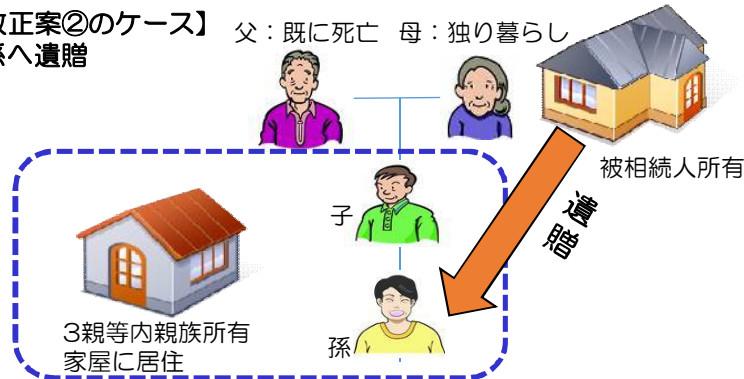 改正案②のケース】
孫へ遺贈
父：既に死亡 母：独り暮らし
被相続人所有
遺贈
子
3親等内親族所有
家屋に居住
孫